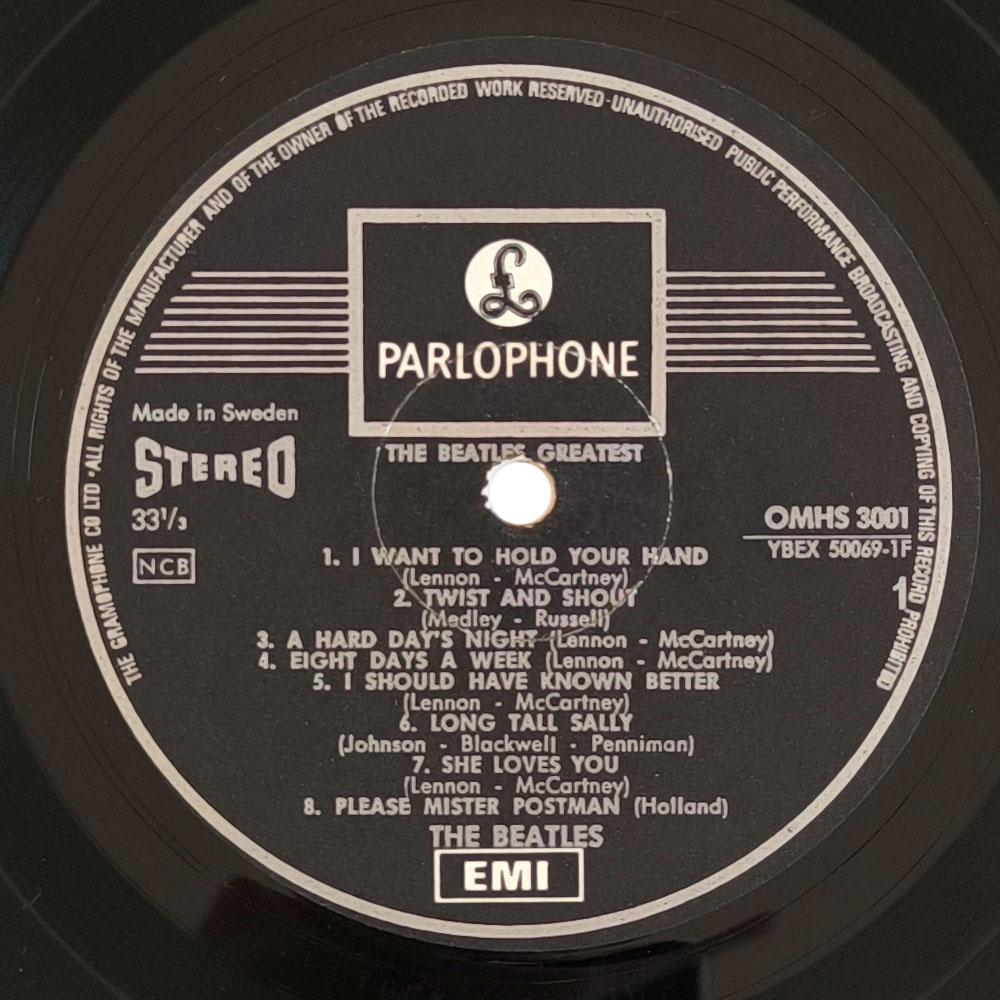 THE GRAMOPHONE CO LTD · ALL RIGHTS OF THE MANUFACTURER AND OF THE OWNER OF THE RECORDED WORK RESERVED-UNAUTHORISED PUBLIC PERFORMANCE BROADCASTING AND COPYING OF THIS RECORD PROHIBITED
£
PARLOPHONE
Made in Sweden
STEREO
33⅓
NCB
THE BEATLES GREATEST
OMHS 3001
YBEX 50069-1F
1
1. I WANT TO HOLD YOUR HAND
(Lennon - McCartney)
2. TWIST AND SHOUT
(Medley - Russell)
3. A HARD DAY'S NIGHT (Lennon - McCartney)
4. EIGHT DAYS A WEEK (Lennon - McCartney)
5. I SHOULD HAVE KNOWN BETTER
(Lennon - McCartney)
6. LONG TALL SALLY
(Johnson - Blackwell - Penniman)
7. SHE LOVES YOU
(Lennon - McCartney)
8. PLEASE MISTER POSTMAN (Holland)
THE BEATLES
EMI